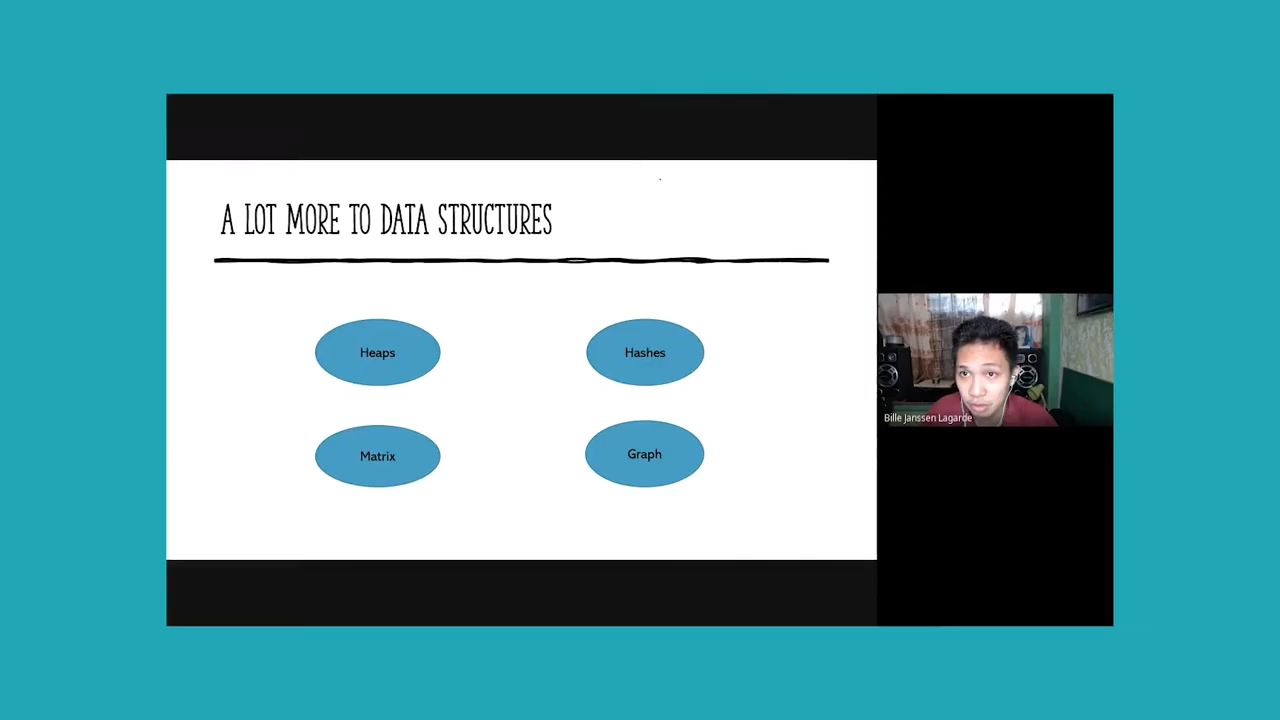 A LOT MORE TO DATA STRUCTURES
Heaps
Hashes
Matrix
Graph
Bille Janssen Lagarde